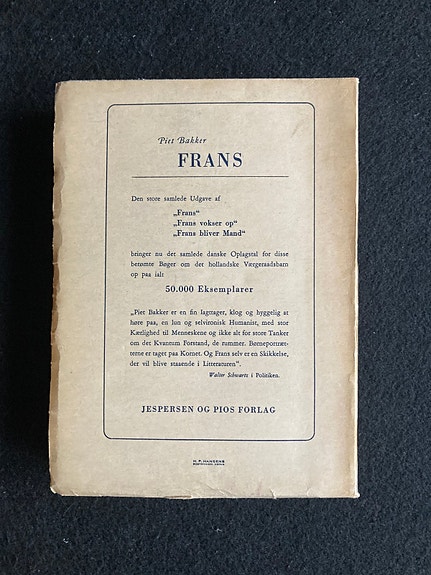 Piet Bakker
FRANS
Den store samlede Udgave af
„Frans“
„Frans vokser op“
„Frans bliver Mand“
bringer nu det samlede danske Oplagstal for disse
berømte Bøger om det hollandske Værgeraadsbarn
op paa ialt
50.000 Eksemplarer
„Piet Bakker er en fin Iagttager, klog og hyggelig at
høre paa, en lun og selvironisk Humanist, med stor
Kærlighed til Menneskene og ikke alt for store Tanker
om det Kvantum Forstand, de rummer. Børneportræt-
terne er taget paa Kornet. Og Frans selv er en Skikkelse,
der vil blive staaende i Litteraturen”.
Walter Schwartz i Politiken.
JESPERSEN OG PIOS FORLAG
H. P. HANSENS